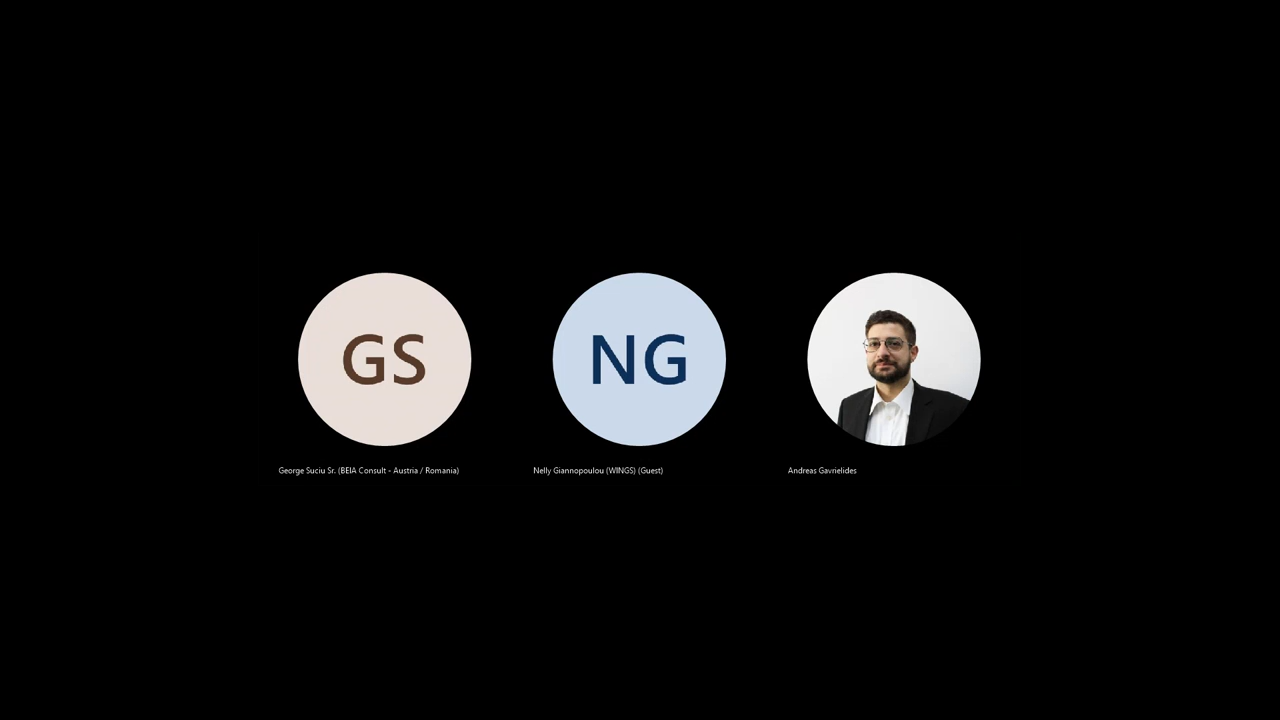 GS
NG
George Suciu Sr. (BEIA Consult - Austria / Romania)
Nelly Giannopoulou (WINGS) (Guest)
Andreas Gavrielides